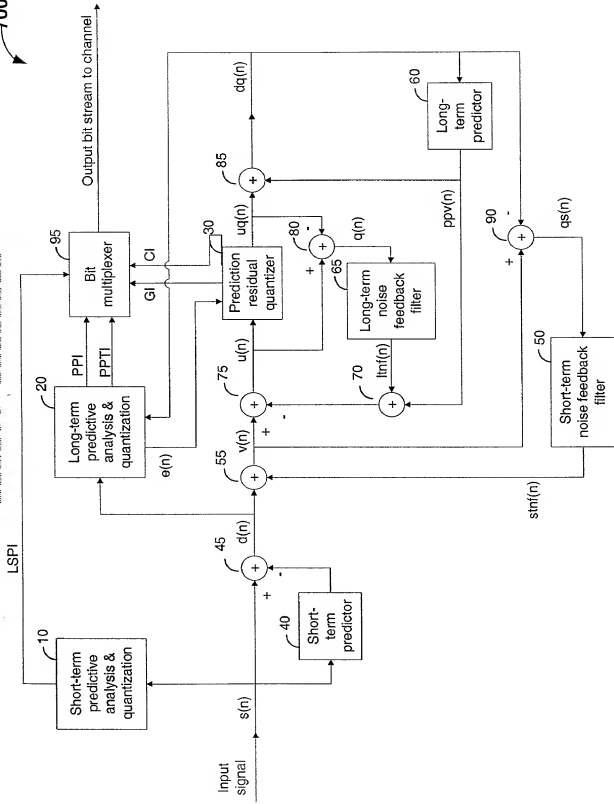 700
Output bit stream to channel
LSPI
10
Short-term
predictive
analysis &
quantization
20
Long-term
predictive
analysis &
quantization
PPI
PPTI
95
Bit
multiplexer
GI
CI
e(n)
30
Prediction
residual
quantizer
Input
signal
s(n)
40
Short-
term
predictor
45
+
+
-
d(n)
55
+
v(n)
75
+
+
-
u(n)
uq(n)
85
+
dq(n)
80
+
+
-
q(n)
65
Long-term
noise
feedback
filter
ltnf(n)
70
+
ppv(n)
60
Long-
term
predictor
90
+
+
-
qs(n)
50
Short-term
noise feedback
filter
stnf(n)